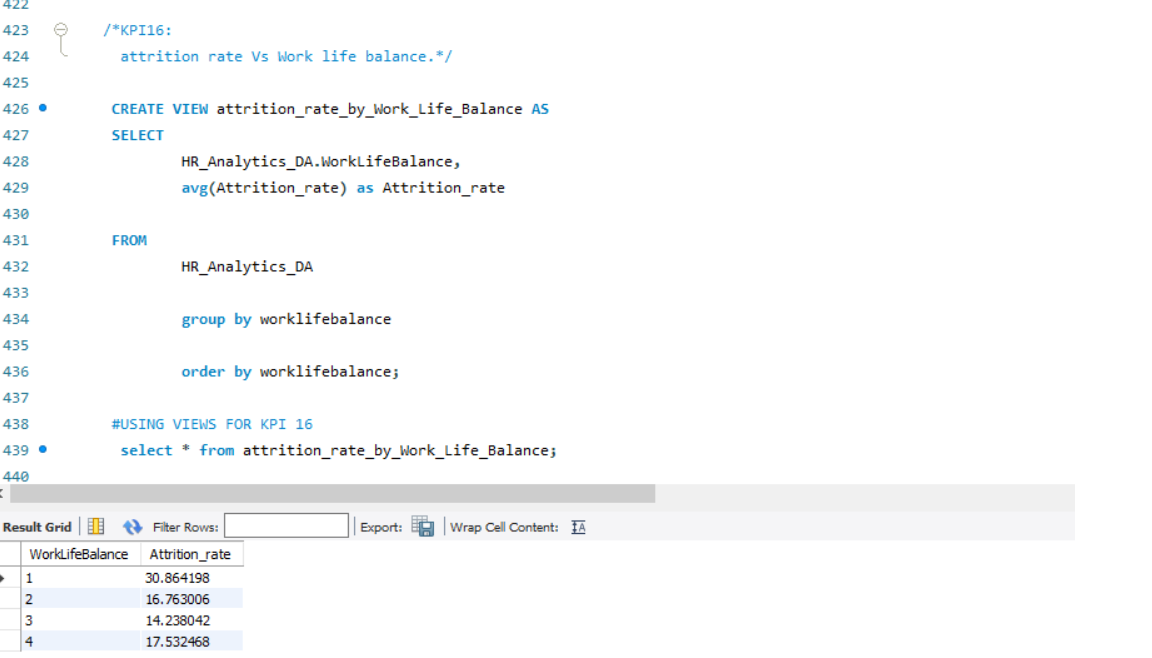 422
423 /*KPI16:
424 attrition rate Vs Work life balance.*/
425
426 CREATE VIEW attrition_rate_by_Work_Life_Balance AS
427 SELECT
428 HR_Analytics_DA.WorkLifeBalance,
429 avg(Attrition_rate) as Attrition_rate
430
431 FROM
432 HR_Analytics_DA
433
434 group by worklifebalance
435
436 order by worklifebalance;
437
438 #USING VIEWS FOR KPI 16
439 select * from attrition_rate_by_Work_Life_Balance;
440
Result Grid Filter Rows: Export: Wrap Cell Content: IA
WorkLifeBalance Attrition_rate
1 30.864198
2 16.763006
3 14.238042
4 17.532468